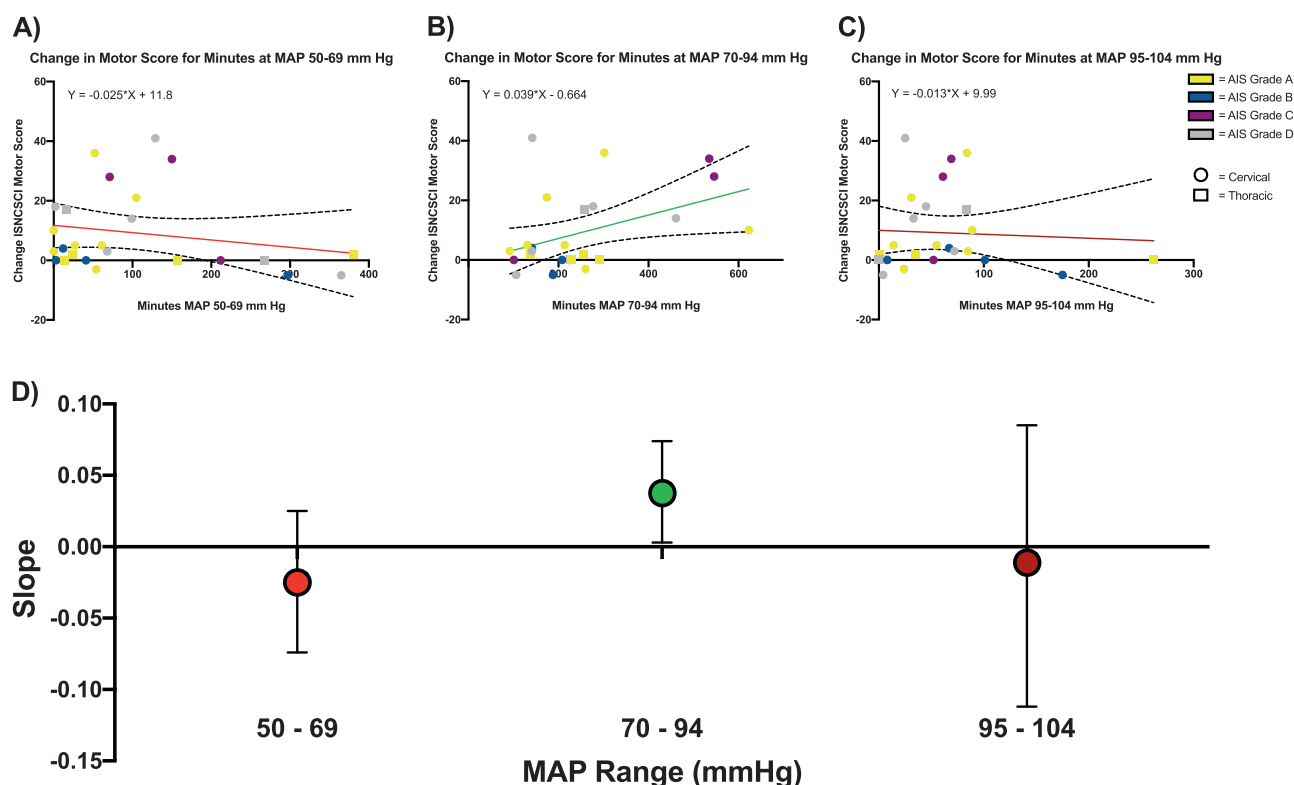 A)
Change in Motor Score for Minutes at MAP 50-69 mm Hg
Y = -0.025*X + 11.8
Change ISNCSCI Motor Score
60
40
20
0
-20
100
200
300
400
Minutes MAP 50-69 mm Hg
B)
Change in Motor Score for Minutes at MAP 70-94 mm Hg
Y = 0.039*X - 0.664
Change ISNCSCI Motor Score
60
40
20
0
-20
200
400
600
Minutes MAP 70-94 mm Hg
C)
Change in Motor Score for Minutes at MAP 95-104 mm Hg
Y = -0.013*X + 9.99
Change ISNCSCI Motor Score
60
40
20
0
-20
100
200
300
Minutes MAP 95-104 mm Hg
= AIS Grade A
= AIS Grade B
= AIS Grade C
= AIS Grade D
= Cervical
= Thoracic
D)
Slope
0.10
0.05
0.00
-0.05
-0.10
-0.15
50 - 69
70 - 94
95 - 104
MAP Range (mmHg)